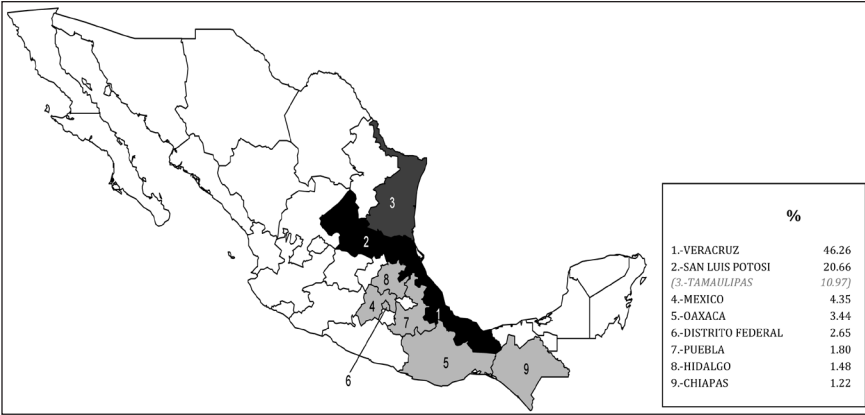 3
2
8
1
4
7
6
5
9
%
1.-VERACRUZ 46.26
2.-SAN LUIS POTOSI 20.66
(3.-TAMAULIPAS 10.97)
4.-MEXICO 4.35
5.-OAXACA 3.44
6.-DISTRITO FEDERAL 2.65
7.-PUEBLA 1.80
8.-HIDALGO 1.48
9.-CHIAPAS 1.22